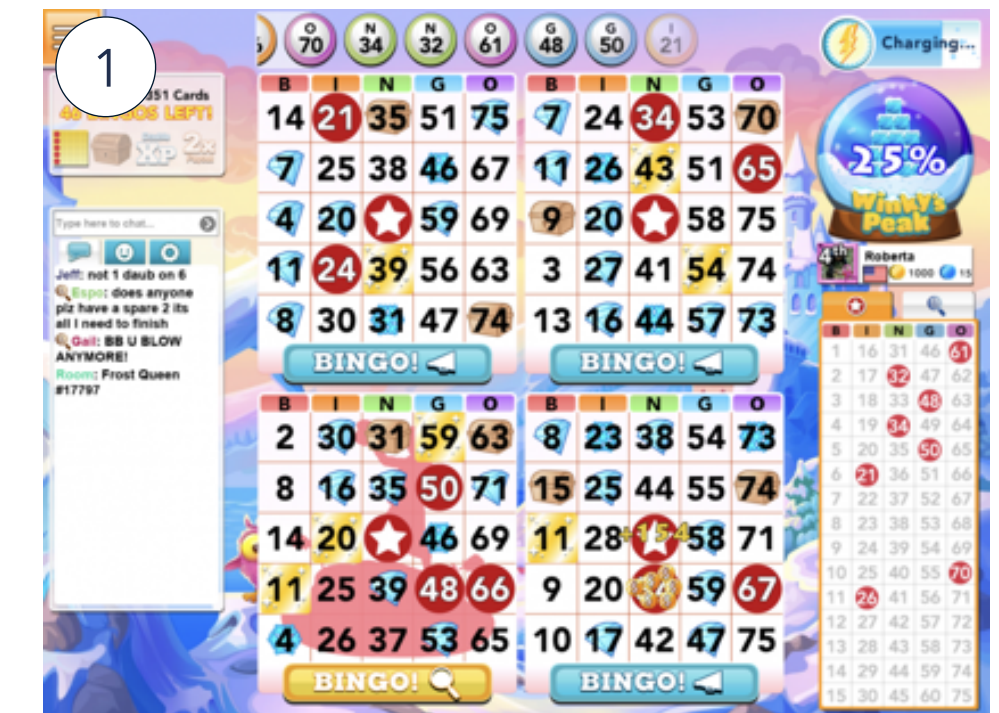 1
O 70 N 34 N 32 O 61 G 48 G 50 I 21
Charging...
351 Cards
BINGOS LEFT!
XP 2x
25%
Winky's
Peak
4th Roberta
1000 15
Type here to chat...
Jeff: not 1 daub on 6
Espo: does anyone
plz have a spare 2 its
all I need to finish
Gail: BB U BLOW
ANYMORE!
Room: Frost Queen
#17797
B I N G O
14 21 35 51 75
7 25 38 46 67
4 20 59 69
11 24 39 56 63
8 30 31 47 74
BINGO!
B I N G O
7 24 34 53 70
11 26 43 51 65
9 20 58 75
3 27 41 54 74
13 16 44 57 73
BINGO!
B I N G O
2 30 31 59 63
8 16 35 50 71
14 20 46 69
11 25 39 48 66
4 26 37 53 65
BINGO!
B I N G O
8 23 38 54 73
15 25 44 55 74
11 28 +154 58 71
9 20 34 59 67
10 17 42 47 75
BINGO!
B I N G O
1 16 31 46 61
2 17 32 47 62
3 18 33 48 63
4 19 34 49 64
5 20 35 50 65
6 21 36 51 66
7 22 37 52 67
8 23 38 53 68
9 24 39 54 69
10 25 40 55 70
11 26 41 56 71
12 27 42 57 72
13 28 43 58 73
14 29 44 59 74
15 30 45 60 75